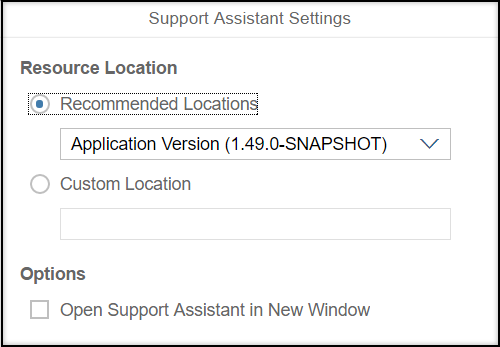 Support Assistant Settings
Resource Location
Recommended Locations
Application Version (1.49.0-SNAPSHOT)
Custom Location
Options
Open Support Assistant in New Window